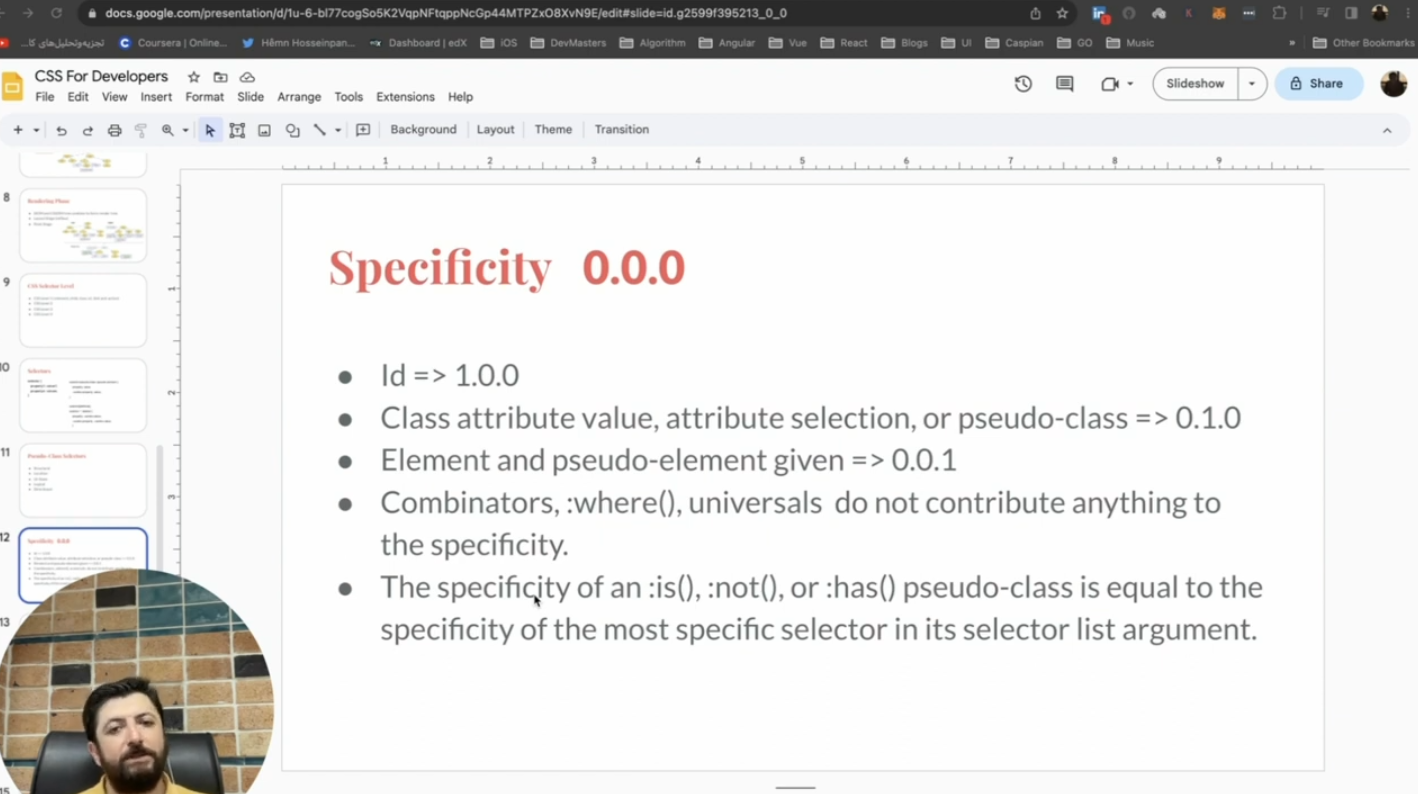 docs.google.com/presentation/d/1u-6-bl77cogSo5K2VqpNFtqppNcGp44MTPZxO8XvN9E/edit#slide=id.g2599f395213_0_0
تجزیه‌وتحلیل‌های کا... Coursera | Online... Hêmn Hosseinpan... Dashboard | edX iOS DevMasters Algorithm Angular Vue React Blogs UI Caspian GO Music » Other Bookmarks
CSS For Developers
File Edit View Insert Format Slide Arrange Tools Extensions Help
Slideshow Share
Background Layout Theme Transition
1 2 3 4 5 6 7 8 9
8 Rendering Phase
9 CSS Selector Level
10 Selectors
11 Pseudo-Class Selectors
12 Specificity 0.0.0
13
15
1
2
3
Specificity 0.0.0
● Id => 1.0.0
● Class attribute value, attribute selection, or pseudo-class => 0.1.0
● Element and pseudo-element given => 0.0.1
● Combinators, :where(), universals do not contribute anything to
the specificity.
● The specificity of an :is(), :not(), or :has() pseudo-class is equal to the
specificity of the most specific selector in its selector list argument.